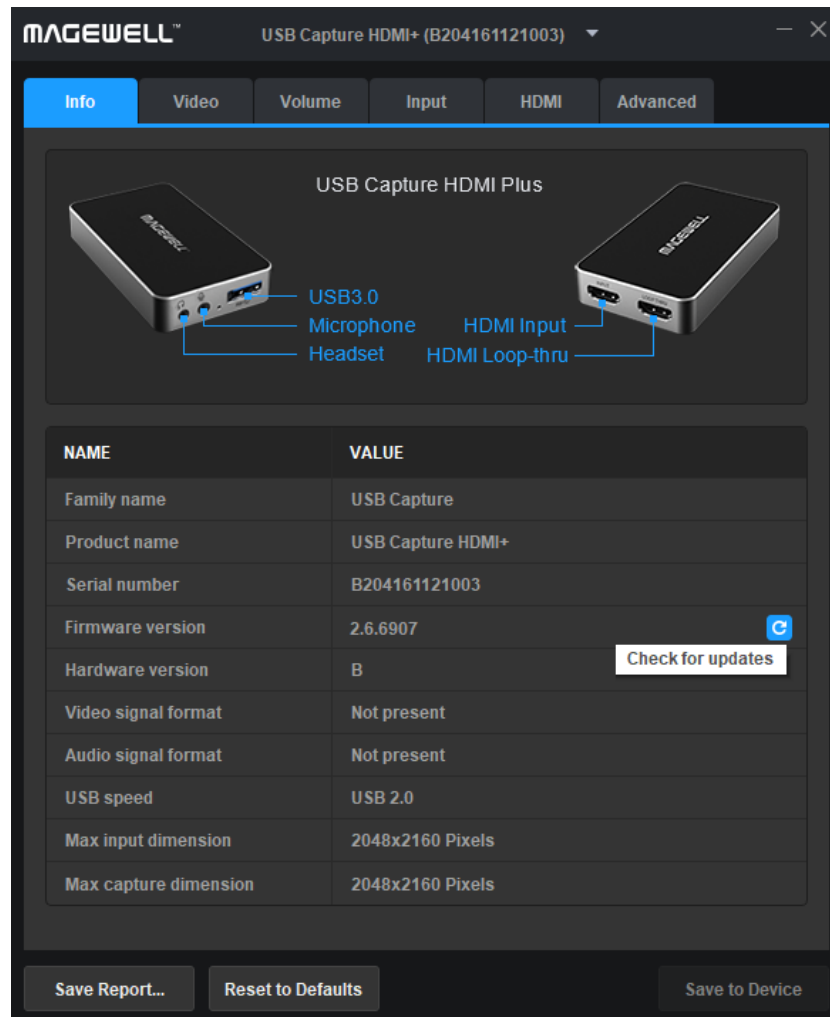 MAGEWELL™ USB Capture HDMI+ (B204161121003)
Info Video Volume Input HDMI Advanced
USB Capture HDMI Plus
MAGEWELL
MAGEWELL
USB3.0
Microphone HDMI Input
Headset HDMI Loop-thru
NAME VALUE
Family name USB Capture
Product name USB Capture HDMI+
Serial number B204161121003
Firmware version 2.6.6907
Check for updates
Hardware version B
Video signal format Not present
Audio signal format Not present
USB speed USB 2.0
Max input dimension 2048x2160 Pixels
Max capture dimension 2048x2160 Pixels
Save Report... Reset to Defaults Save to Device